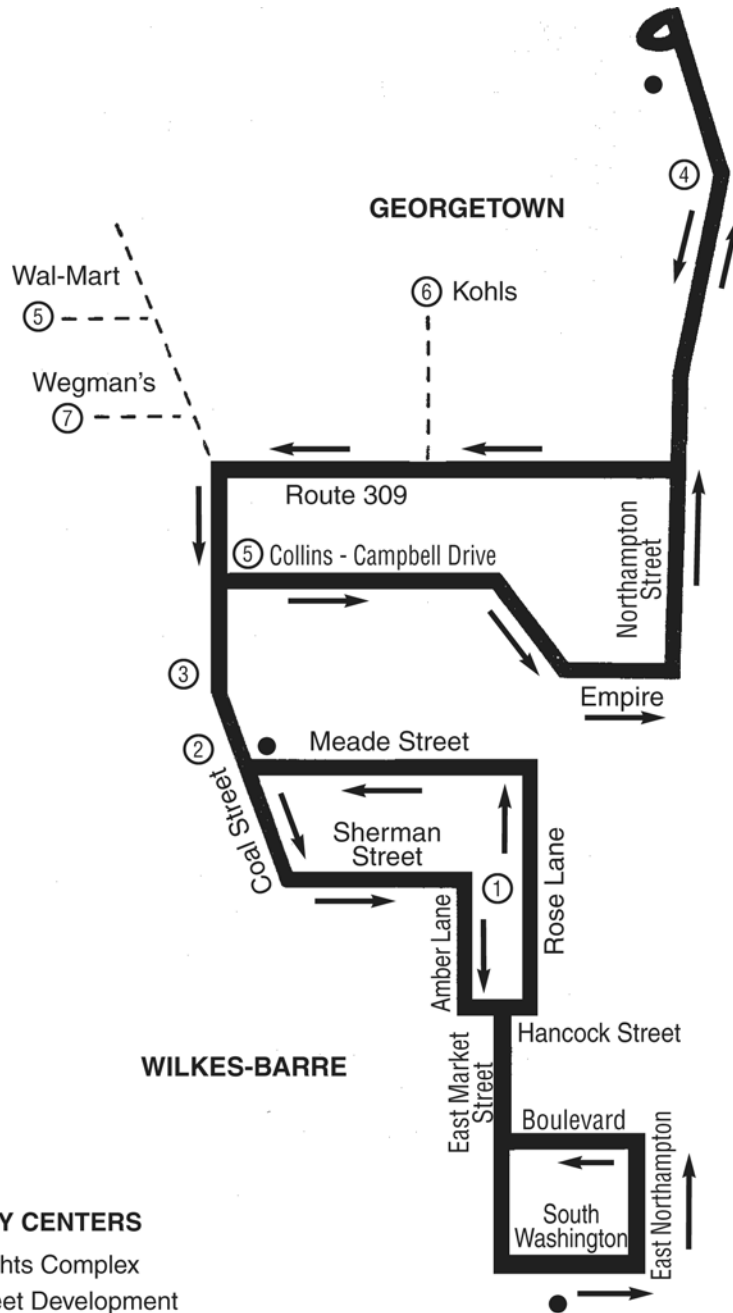 4
GEORGETOWN
Wal-Mart
5
6 Kohls
Wegman's
7
Route 309
Northampton
Street
5 Collins - Campbell Drive
3
Empire
2
Meade Street
Coal Street
Sherman
Street
1
Amber Lane
Rose Lane
Hancock Street
East Market
Street
WILKES-BARRE
Boulevard
East Northampton
South
Washington
Y CENTERS
hts Complex
eet Development